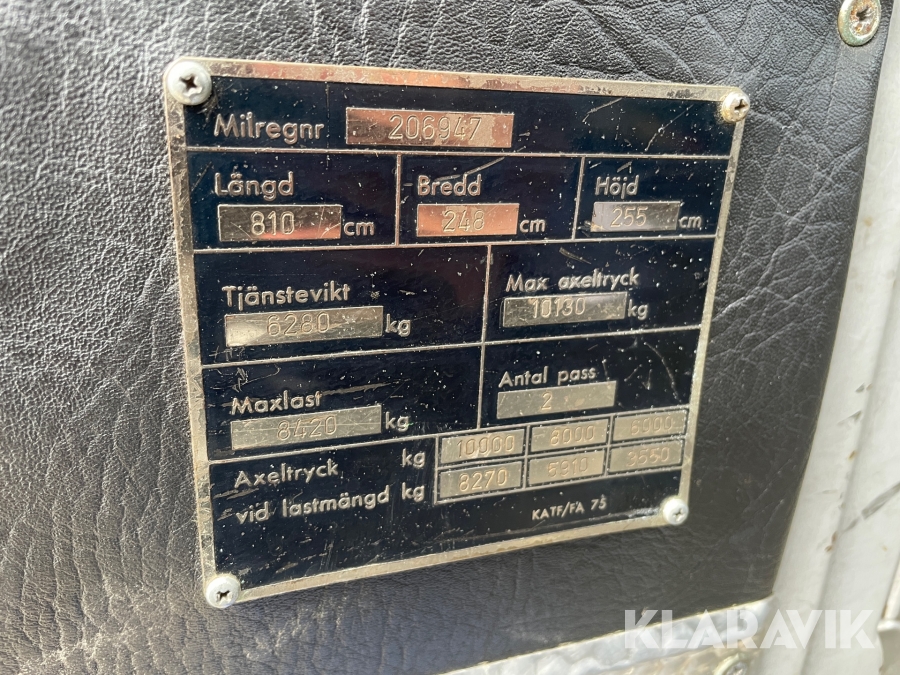 Milregnr 206947
Längd Bredd Höjd
810 cm 248 cm 255 cm
Tjänstevikt Max axeltryck
6280 kg 10130 kg
Maxlast Antal pass
8420 kg 2
Axeltryck kg 10000 8000 6000
vid lastmängd kg 8270 5910 3550
KATF/FA 75
KLARAVIK